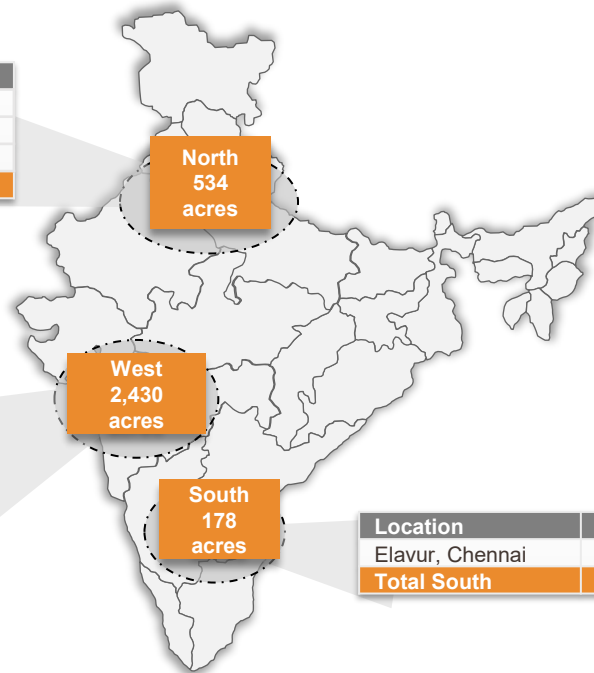 North
534
acres
West
2,430
acres
South
178
acres
Location
Elavur, Chennai
Total South